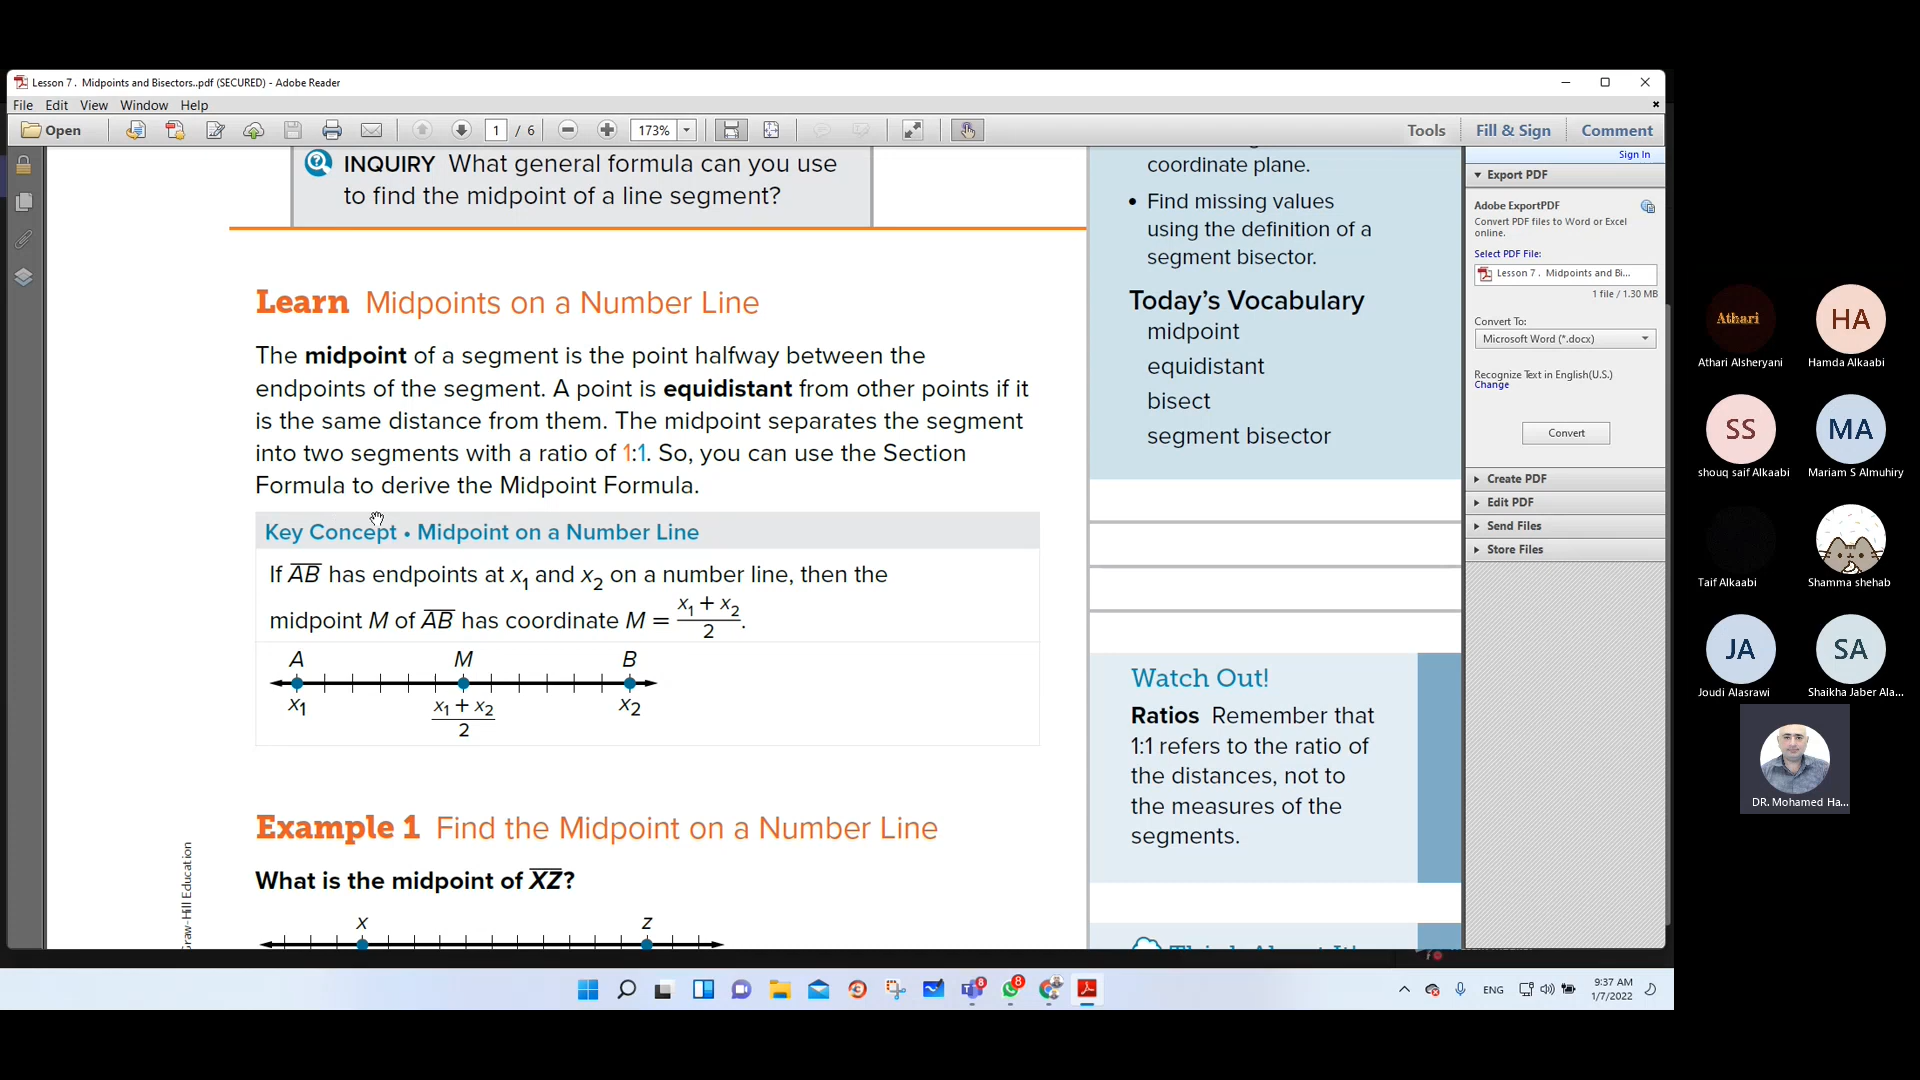 Lesson 7 .  Midpoints and Bisectors..pdf (SECURED) - Adobe Reader
File Edit View Window Help
Open 1 / 6 173% Tools Fill & Sign Comment
INQUIRY What general formula can you use
to find the midpoint of a line segment?
Learn Midpoints on a Number Line
The midpoint of a segment is the point halfway between the
endpoints of the segment. A point is equidistant from other points if it
is the same distance from them. The midpoint separates the segment
into two segments with a ratio of 1:1. So, you can use the Section
Formula to derive the Midpoint Formula.
Key Concept • Midpoint on a Number Line
If AB has endpoints at x1 and x2 on a number line, then the
midpoint M of AB has coordinate M = (x1 + x2)/2.
A M B
x1 (x1 + x2)/2 x2
Example 1 Find the Midpoint on a Number Line
What is the midpoint of XZ?
X Z
raw-Hill Education
coordinate plane.
• Find missing values
using the definition of a
segment bisector.
Today's Vocabulary
midpoint
equidistant
bisect
segment bisector
Watch Out!
Ratios Remember that
1:1 refers to the ratio of
the distances, not to
the measures of the
segments.
Sign In
Export PDF
Adobe ExportPDF
Convert PDF files to Word or Excel
online.
Select PDF File:
Lesson 7 .  Midpoints and Bi...
1 file / 1.30 MB
Convert To:
Microsoft Word (*.docx)
Recognize Text in English(U.S.)
Change
Convert
Create PDF
Edit PDF
Send Files
Store Files
Athari HA
Athari Alsheryani Hamda Alkaabi
SS MA
shouq saif Alkaabi Mariam S Almuhiry
Taif Alkaabi Shamma shehab
JA SA
Joudi Alasrawi Shaikha Jaber Ala...
DR. Mohamed Ha...
8 8 ENG 9:37 AM
1/7/2022